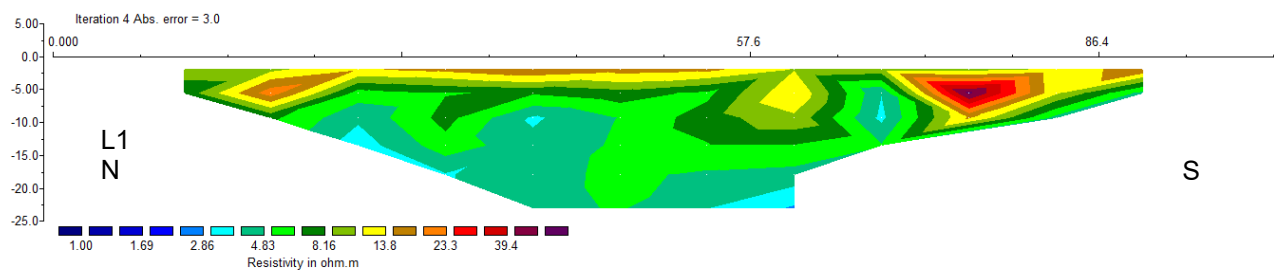 Iteration 4 Abs. error = 3.0
5.00
0.000 57.6 86.4
0.0
-5.00
-10.0
-15.0
-20.0
-25.0
L1
N
S
1.00 1.69 2.86 4.83 8.16 13.8 23.3 39.4
Resistivity in ohm.m